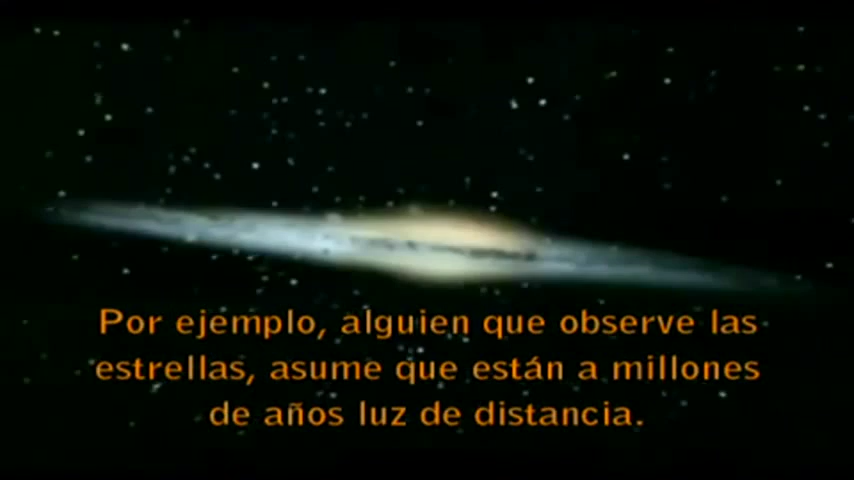 Por ejemplo, alguien que observe las
estrellas, asume que están a millones
de años luz de distancia.